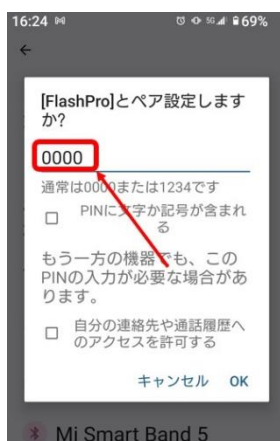 16:24 5G 69%
←
[FlashPro]とペア設定します
か?
0000
通常は0000または1234です
PINに文字か記号が含まれ
る
もう一方の機器でも、この
PINの入力が必要な場合があ
ります。
自分の連絡先や通話履歴へ
のアクセスを許可する
キャンセル OK
Mi Smart Band 5